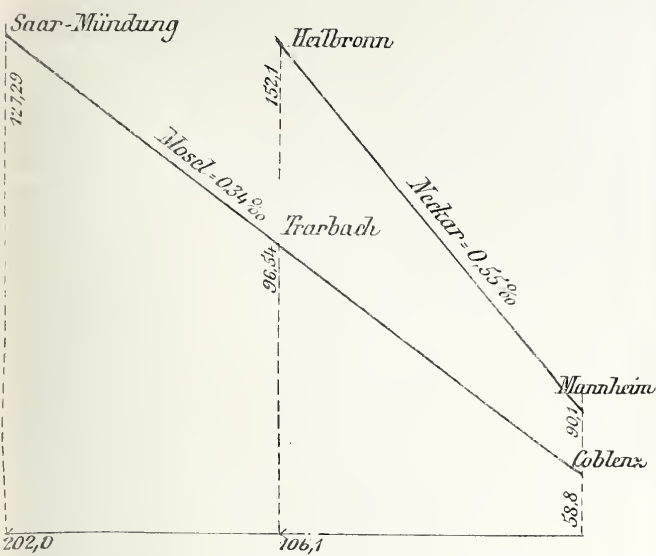 Saar-Mündung
Heilbronn
127,29
152,1
Mosel=0.34‰
Neckar=0,55‰
Trarbach
96,54
Mannheim
90,1
Coblenz
58,8
202,0
106,1